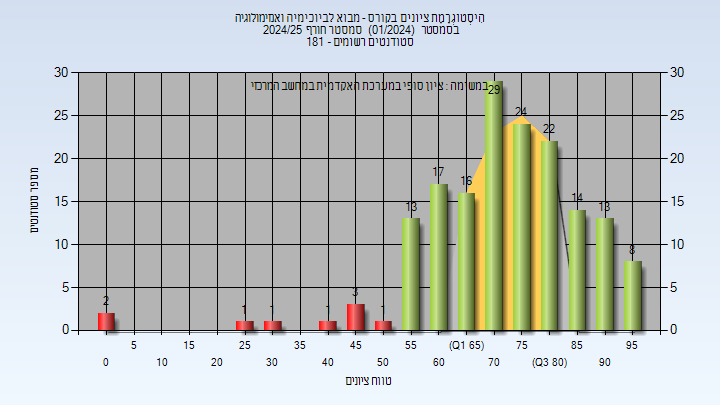 היסטוגרמת ציונים בקורס - מבוא לביוכימיה ואנזימולוגיה
בסמסטר (01/2024) סמסטר חורף 2024/25
סטודנטים רשומים - 181
במשימה : ציון סופי במערכת האקדמית במחשב המרכזי
מספר סטודנטים
30 25 20 15 10 5 0
30 25 20 15 10 5 0
2 1 1 1 3 1 13 17 16 29 24 22 14 13 8
5 15 25 35 45 55 (Q1 65) 75 85 95
0 10 20 30 40 50 60 70 (Q3 80) 90
טווח ציונים